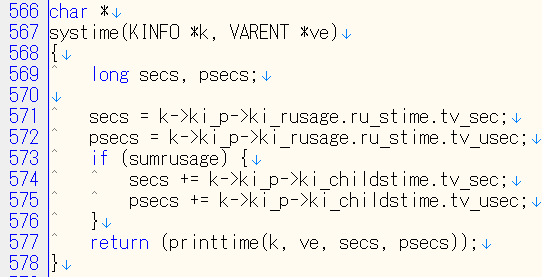 566 char *↓
567 systime(KINFO *k, VARENT *ve)↓
568 {↓
569 ^ long secs, psecs;↓
570 ↓
571 ^ secs = k->ki_p->ki_rusage.ru_stime.tv_sec;↓
572 ^ psecs = k->ki_p->ki_rusage.ru_stime.tv_usec;↓
573 ^ if (sumrusage) {↓
574 ^ ^ secs += k->ki_p->ki_childstime.tv_sec;↓
575 ^ ^ psecs += k->ki_p->ki_childstime.tv_usec;↓
576 ^ }↓
577 ^ return (printtime(k, ve, secs, psecs));↓
578 }↓